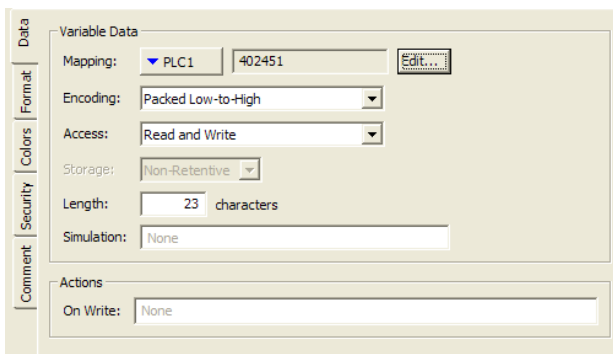 Data
Format
Colors
Security
Comment
Variable Data
Mapping: PLC1 402451 Edit...
Encoding: Packed Low-to-High
Access: Read and Write
Storage: Non-Retentive
Length: 23 characters
Simulation: None
Actions
On Write: None